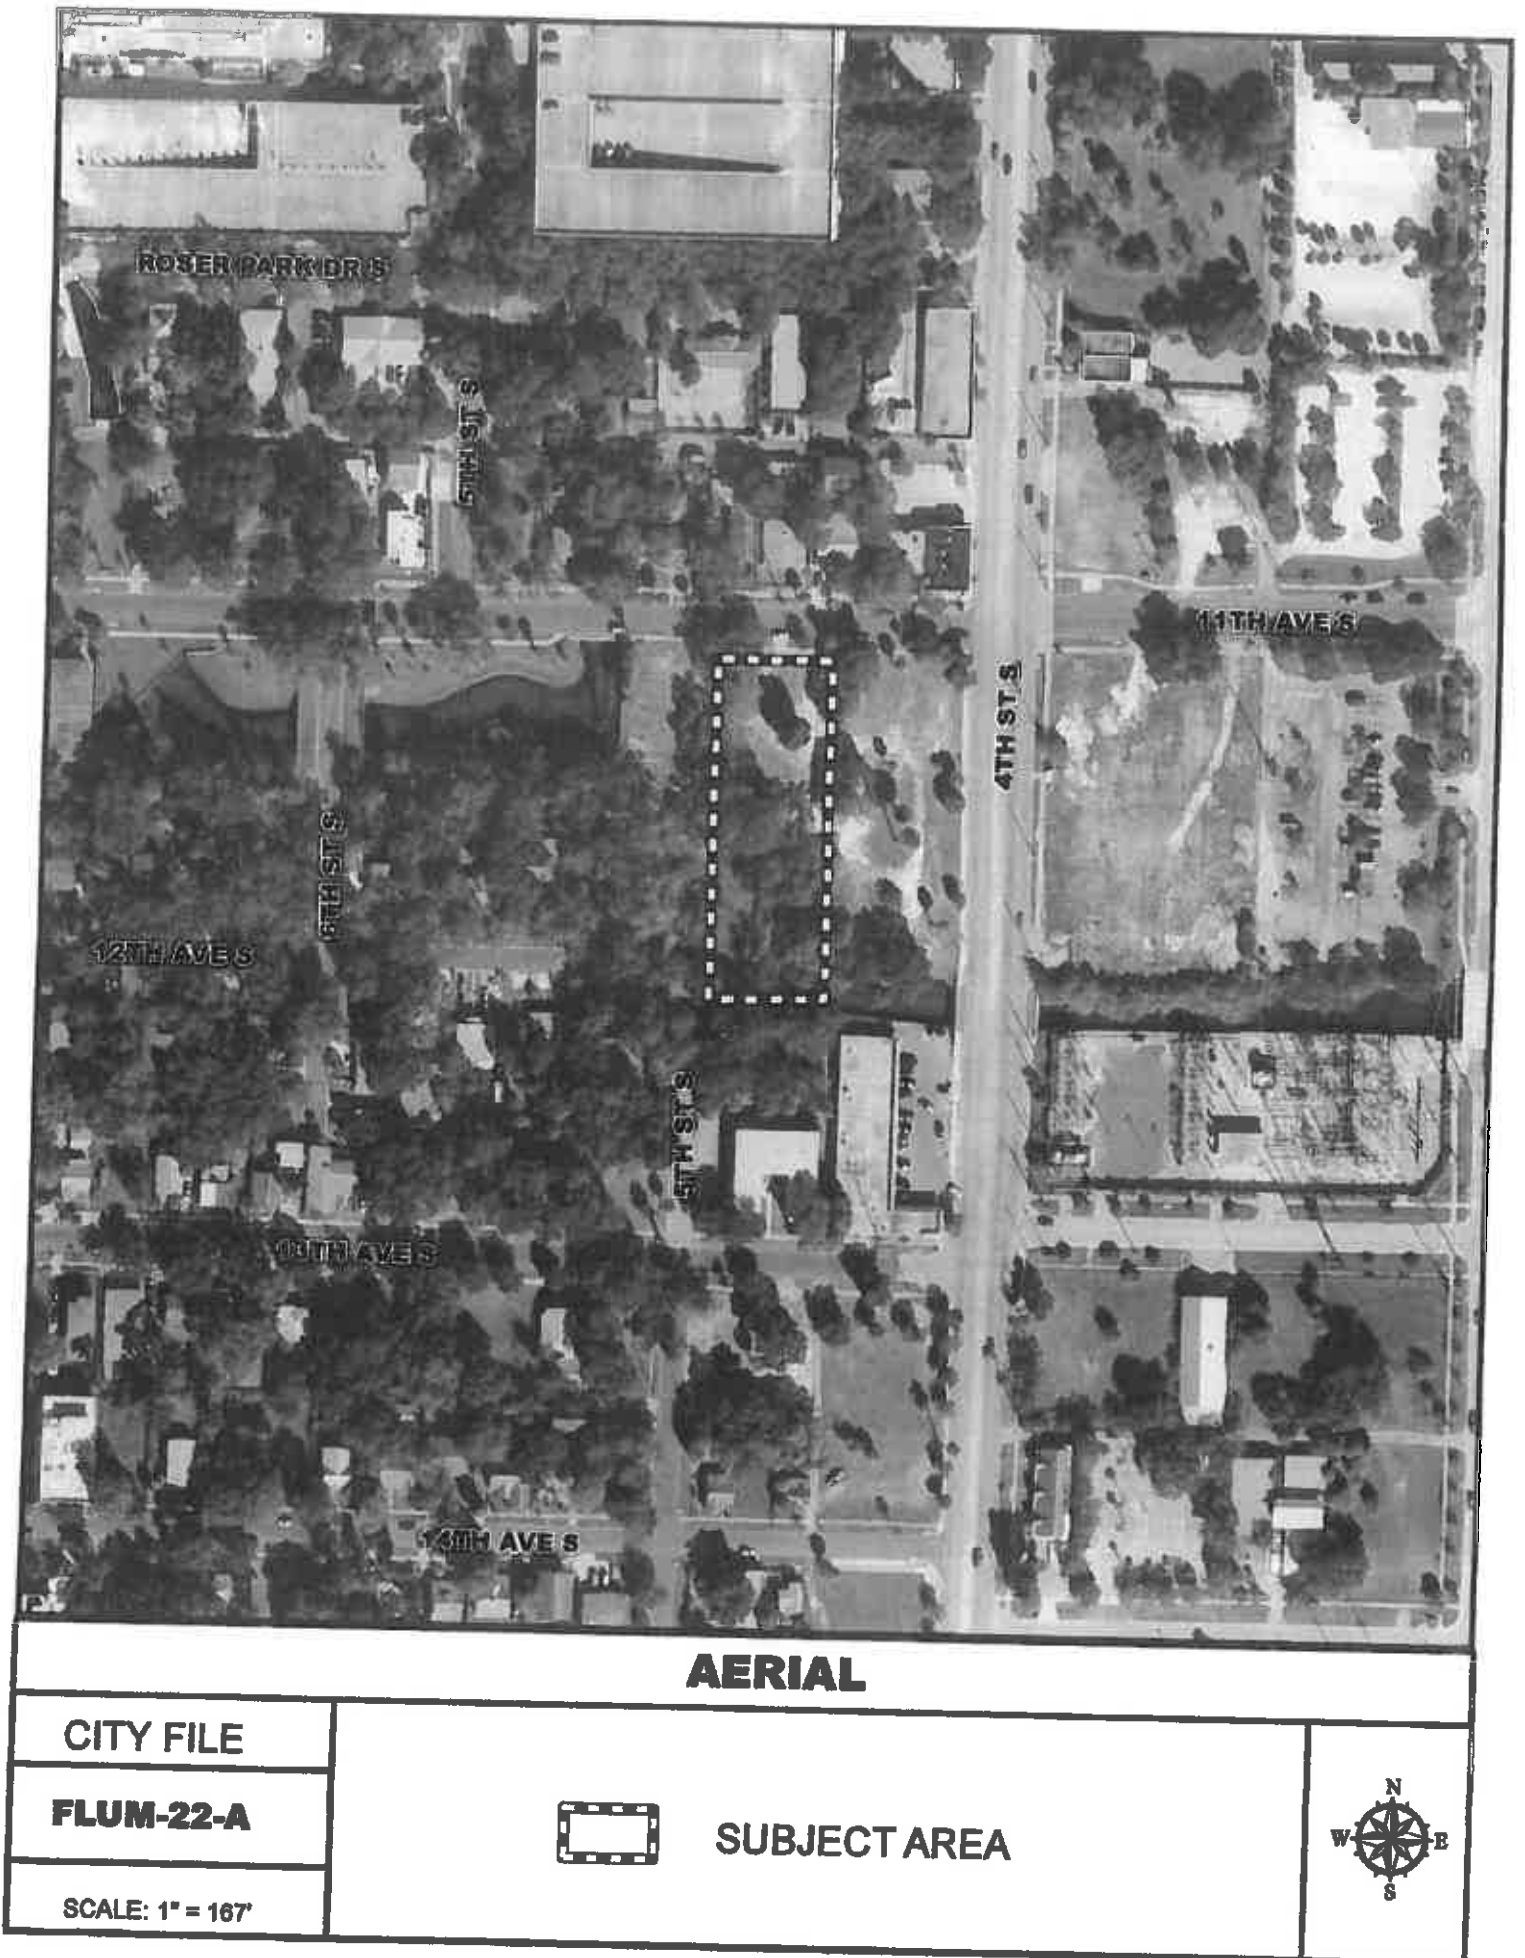 ROSER PARK DR S
5TH ST S
11TH AVE S
4TH ST S
6TH ST S
12TH AVE S
5TH ST S
13TH AVE S
14TH AVE S
AERIAL
CITY FILE
FLUM-22-A
SCALE: 1" = 167'
SUBJECT AREA
N
W
E
S